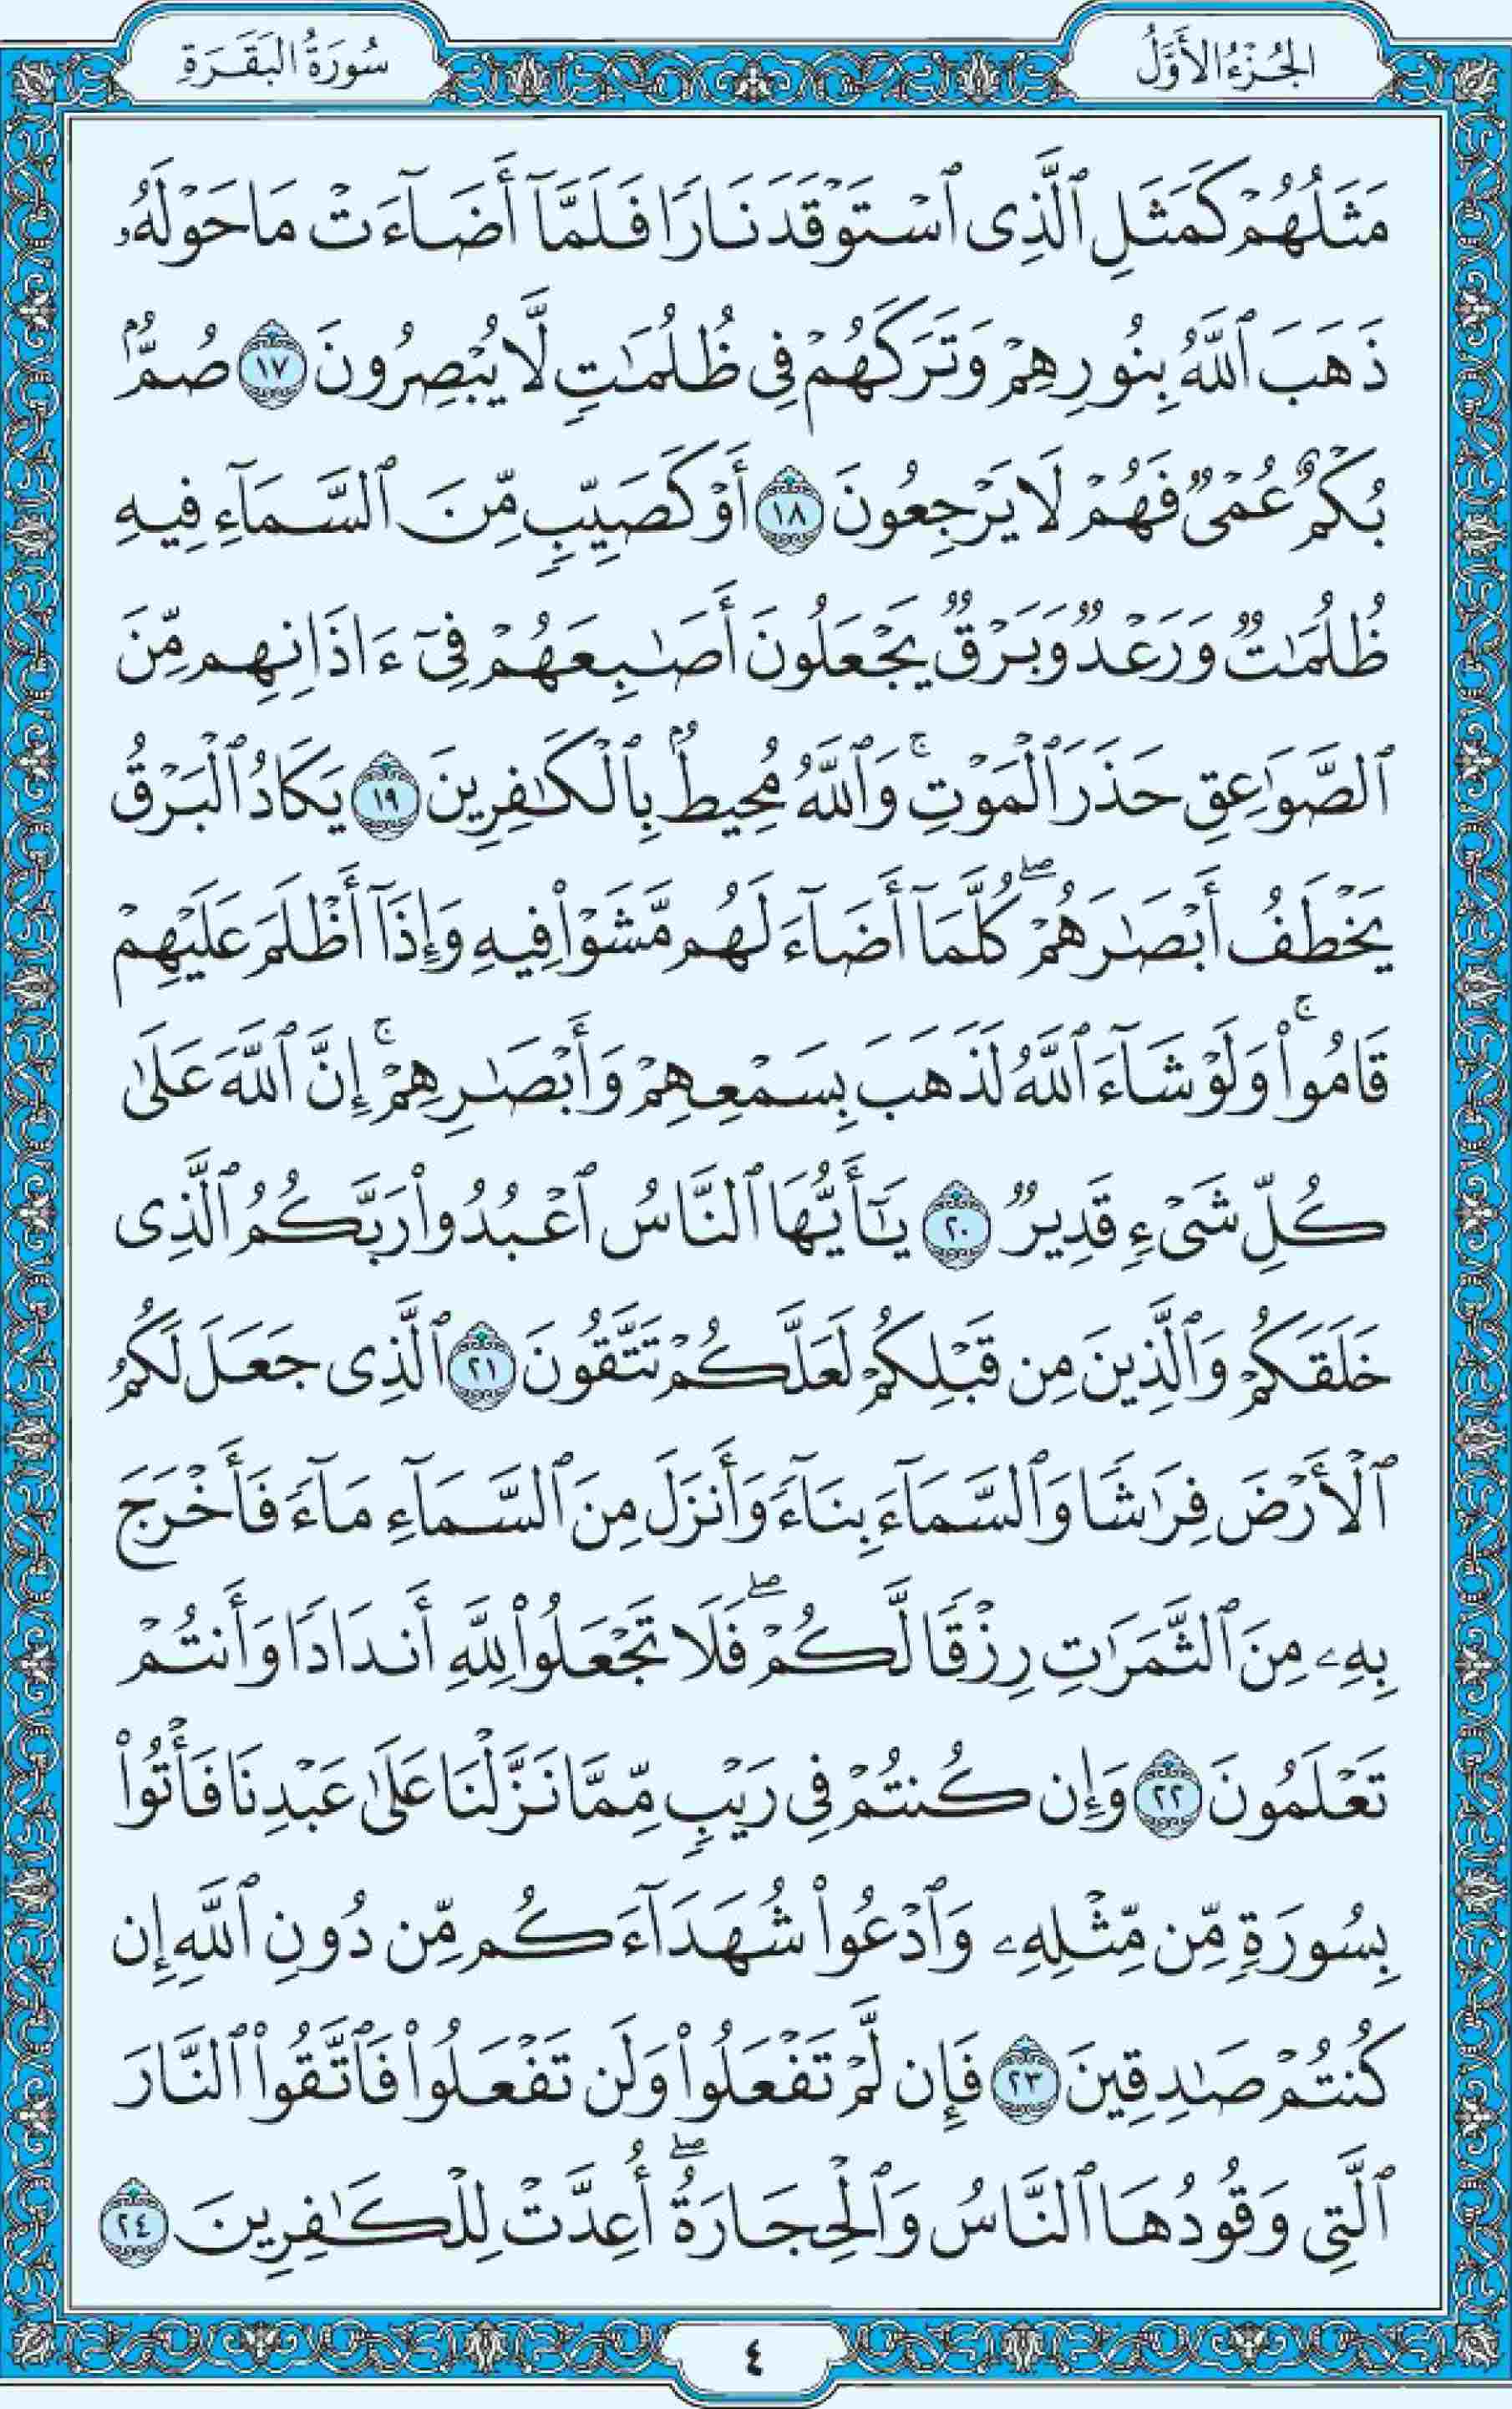 الجُزْءُ الأَوَّلُ
سُورَةُ البَقَرَةِ
مَثَلُهُمْ كَمَثَلِ ٱلَّذِى ٱسْتَوْقَدَ نَارًا فَلَمَّآ أَضَآءَتْ مَا حَوْلَهُۥ
ذَهَبَ ٱللَّهُ بِنُورِهِمْ وَتَرَكَهُمْ فِى ظُلُمَٰتٍ لَّا يُبْصِرُونَ ١٧ صُمٌّۢ
بُكْمٌ عُمْىٌ فَهُمْ لَا يَرْجِعُونَ ١٨ أَوْ كَصَيِّبٍ مِّنَ ٱلسَّمَآءِ فِيهِ
ظُلُمَٰتٌ وَرَعْدٌ وَبَرْقٌ يَجْعَلُونَ أَصَٰبِعَهُمْ فِىٓ ءَاذَانِهِم مِّنَ
ٱلصَّوَٰعِقِ حَذَرَ ٱلْمَوْتِ ۚ وَٱللَّهُ مُحِيطٌۢ بِٱلْكَٰفِرِينَ ١٩ يَكَادُ ٱلْبَرْقُ
يَخْطَفُ أَبْصَٰرَهُمْ ۖ كُلَّمَآ أَضَآءَ لَهُم مَّشَوْا۟ فِيهِ وَإِذَآ أَظْلَمَ عَلَيْهِمْ
قَامُوا۟ ۚ وَلَوْ شَآءَ ٱللَّهُ لَذَهَبَ بِسَمْعِهِمْ وَأَبْصَٰرِهِمْ ۚ إِنَّ ٱللَّهَ عَلَىٰ
كُلِّ شَىْءٍ قَدِيرٌ ٢٠ يَٰٓأَيُّهَا ٱلنَّاسُ ٱعْبُدُوا۟ رَبَّكُمُ ٱلَّذِى
خَلَقَكُمْ وَٱلَّذِينَ مِن قَبْلِكُمْ لَعَلَّكُمْ تَتَّقُونَ ٢١ ٱلَّذِى جَعَلَ لَكُمُ
ٱلْأَرْضَ فِرَٰشًا وَٱلسَّمَآءَ بِنَآءً وَأَنزَلَ مِنَ ٱلسَّمَآءِ مَآءً فَأَخْرَجَ
بِهِۦ مِنَ ٱلثَّمَرَٰتِ رِزْقًا لَّكُمْ ۖ فَلَا تَجْعَلُوا۟ لِلَّهِ أَندَادًا وَأَنتُمْ
تَعْلَمُونَ ٢٢ وَإِن كُنتُمْ فِى رَيْبٍ مِّمَّا نَزَّلْنَا عَلَىٰ عَبْدِنَا فَأْتُوا۟
بِسُورَةٍ مِّن مِّثْلِهِۦ وَٱدْعُوا۟ شُهَدَآءَكُم مِّن دُونِ ٱللَّهِ إِن
كُنتُمْ صَٰدِقِينَ ٢٣ فَإِن لَّمْ تَفْعَلُوا۟ وَلَن تَفْعَلُوا۟ فَٱتَّقُوا۟ ٱلنَّارَ
ٱلَّتِى وَقُودُهَا ٱلنَّاسُ وَٱلْحِجَارَةُ ۖ أُعِدَّتْ لِلْكَٰفِرِينَ ٢٤
٤